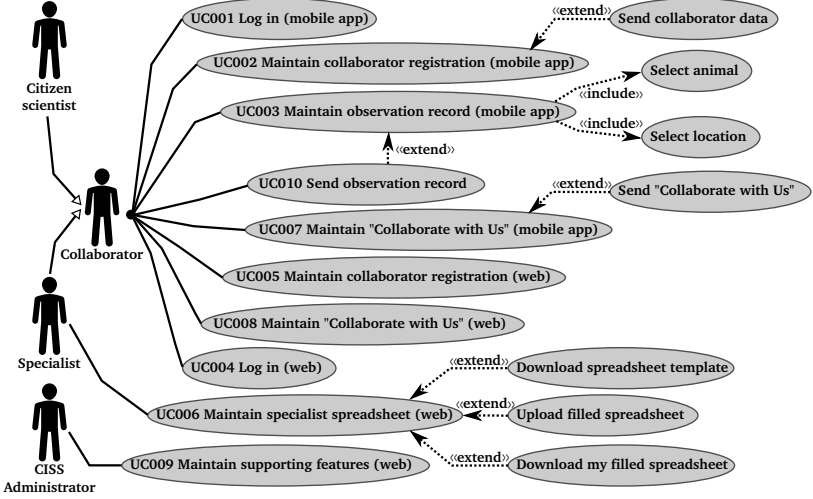 UC001 Log in (mobile app)
«extend»
Send collaborator data
UC002 Maintain collaborator registration (mobile app)
Select animal
Citizen
scientist
«include»
UC003 Maintain observation record (mobile app)
«include»
Select location
«extend»
UC010 Send observation record
«extend»
Send "Collaborate with Us"
UC007 Maintain "Collaborate with Us" (mobile app)
Collaborator
UC005 Maintain collaborator registration (web)
UC008 Maintain "Collaborate with Us" (web)
Specialist
UC004 Log in (web)
«extend»
Download spreadsheet template
UC006 Maintain specialist spreadsheet (web)
«extend»
Upload filled spreadsheet
CISS
Administrator
UC009 Maintain supporting features (web)
«extend»
Download my filled spreadsheet